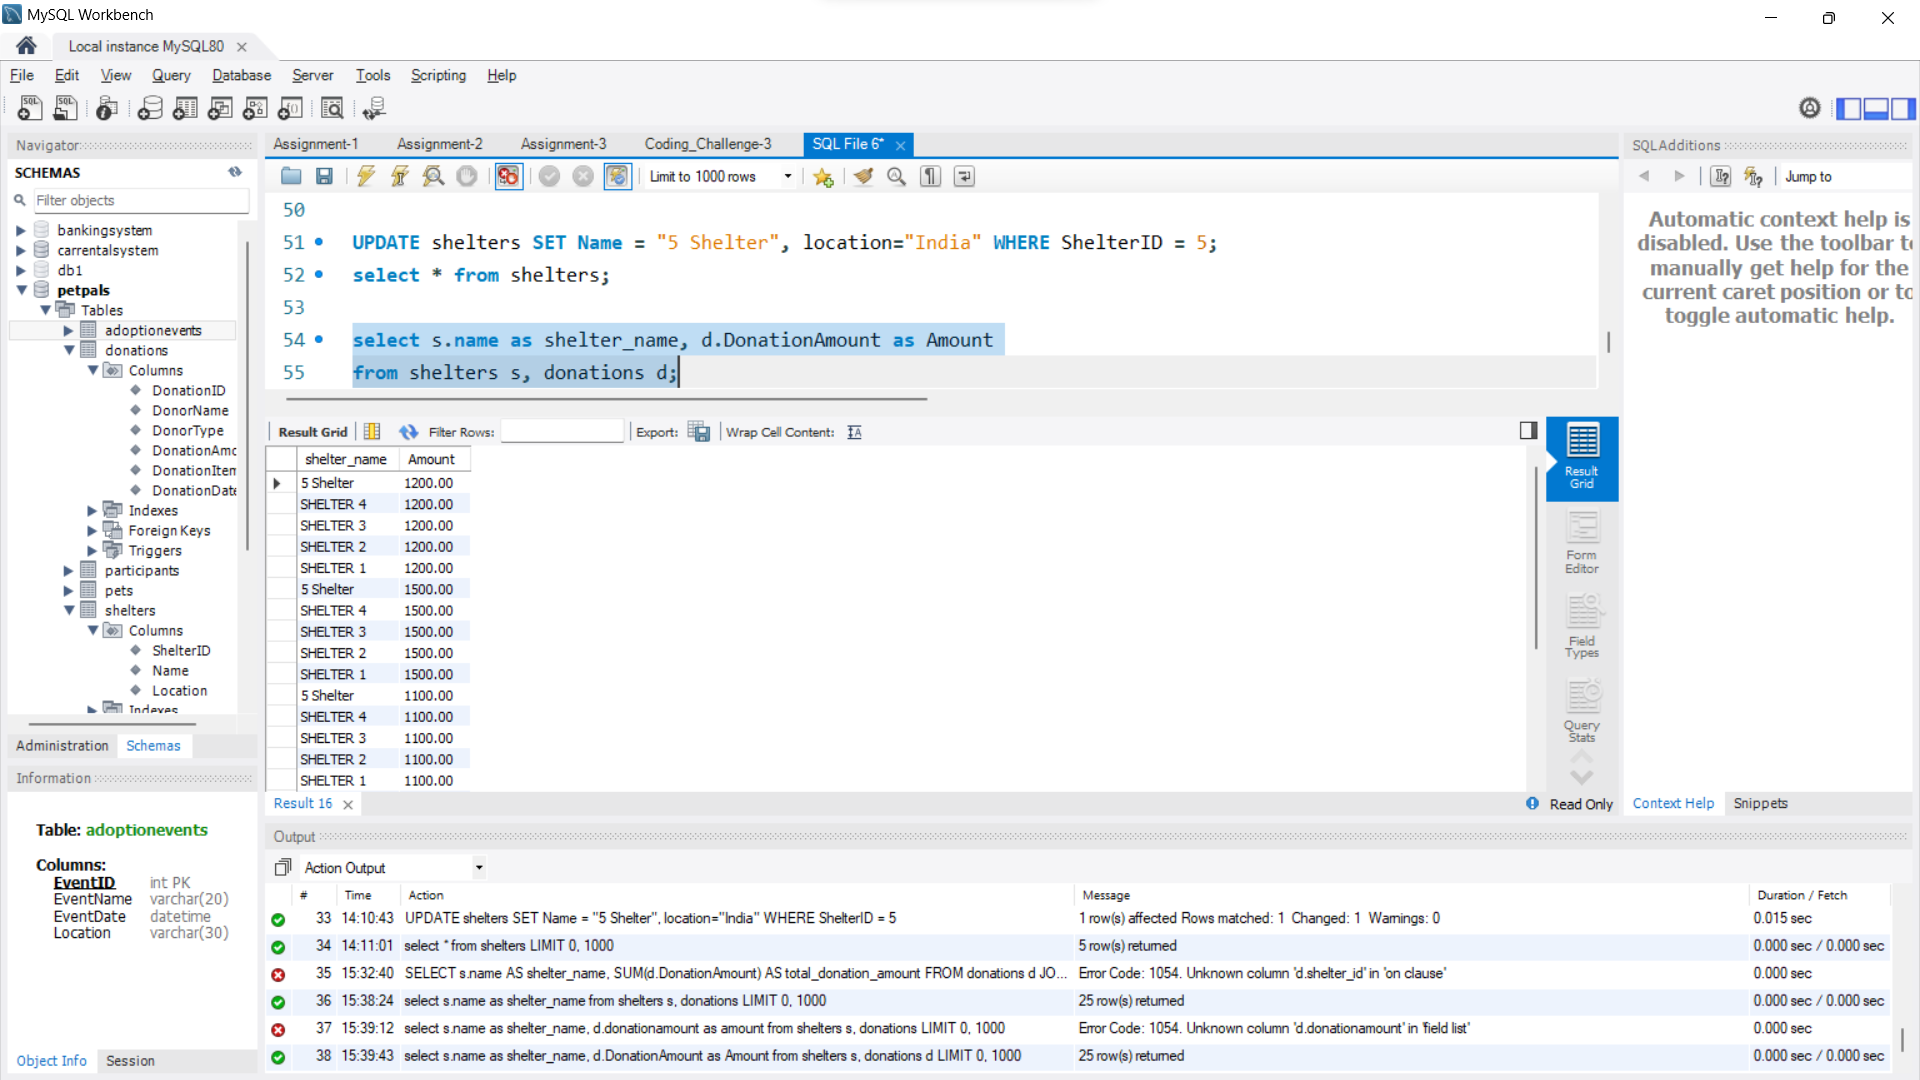 MySQL Workbench
Local instance MySQL80
File Edit View Query Database Server Tools Scripting Help
Navigator
SCHEMAS
Filter objects
bankingsystem
carrentalsystem
db1
petpals
Tables
adoptionevents
donations
Columns
DonationID
DonorName
DonorType
DonationAmo
DonationItem
DonationDate
Indexes
Foreign Keys
Triggers
participants
pets
shelters
Columns
ShelterID
Name
Location
Indexes
Administration Schemas
Information
Table: adoptionevents
Columns:
EventID int PK
EventName varchar(20)
EventDate datetime
Location varchar(30)
Object Info Session
Assignment-1 Assignment-2 Assignment-3 Coding_Challenge-3 SQL File 6*
Limit to 1000 rows
50
51 UPDATE shelters SET Name = "5 Shelter", location="India" WHERE ShelterID = 5;
52 select * from shelters;
53
54 select s.name as shelter_name, d.DonationAmount as Amount
55 from shelters s, donations d;
Result Grid Filter Rows: Export: Wrap Cell Content:
shelter_name Amount
5 Shelter 1200.00
SHELTER 4 1200.00
SHELTER 3 1200.00
SHELTER 2 1200.00
SHELTER 1 1200.00
5 Shelter 1500.00
SHELTER 4 1500.00
SHELTER 3 1500.00
SHELTER 2 1500.00
SHELTER 1 1500.00
5 Shelter 1100.00
SHELTER 4 1100.00
SHELTER 3 1100.00
SHELTER 2 1100.00
SHELTER 1 1100.00
Result 16
Read Only
Result
Grid
Form
Editor
Field
Types
Query
Stats
SQLAdditions
Jump to
Automatic context help is
disabled. Use the toolbar to
manually get help for the
current caret position or to
toggle automatic help.
Context Help Snippets
Output
Action Output
# Time Action Message Duration / Fetch
33 14:10:43 UPDATE shelters SET Name = "5 Shelter", location="India" WHERE ShelterID = 5 1 row(s) affected Rows matched: 1 Changed: 1 Warnings: 0 0.015 sec
34 14:11:01 select * from shelters LIMIT 0, 1000 5 row(s) returned 0.000 sec / 0.000 sec
35 15:32:40 SELECT s.name AS shelter_name, SUM(d.DonationAmount) AS total_donation_amount FROM donations d JO... Error Code: 1054. Unknown column 'd.shelter_id' in 'on clause' 0.000 sec
36 15:38:24 select s.name as shelter_name from shelters s, donations LIMIT 0, 1000 25 row(s) returned 0.000 sec / 0.000 sec
37 15:39:12 select s.name as shelter_name, d.donationamount as amount from shelters s, donations LIMIT 0, 1000 Error Code: 1054. Unknown column 'd.donationamount' in 'field list' 0.000 sec
38 15:39:43 select s.name as shelter_name, d.DonationAmount as Amount from shelters s, donations d LIMIT 0, 1000 25 row(s) returned 0.000 sec / 0.000 sec